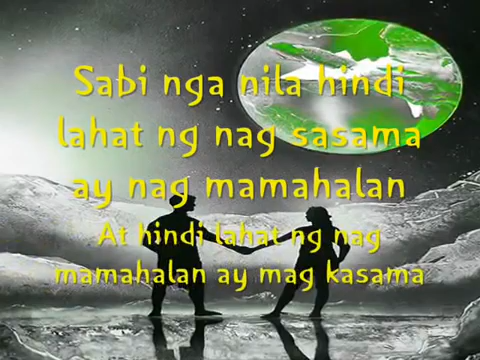 Sabi nga nila hindi
lahat ng nag sasama
ay nag mamahalan
At hindi lahat ng nag
mamahalan ay mag kasama